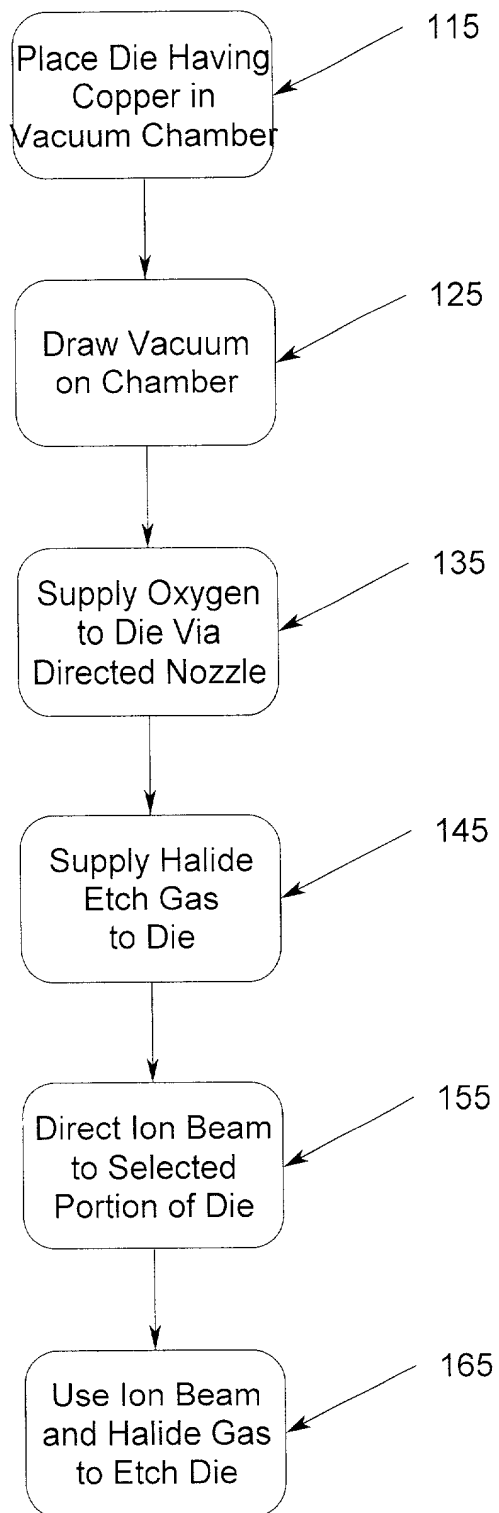 Place Die Having
Copper in
Vacuum Chamber
115
Draw Vacuum
on Chamber
125
Supply Oxygen
to Die Via
Directed Nozzle
135
Supply Halide
Etch Gas
to Die
145
Direct Ion Beam
to Selected
Portion of Die
155
Use Ion Beam
and Halide Gas
to Etch Die
165